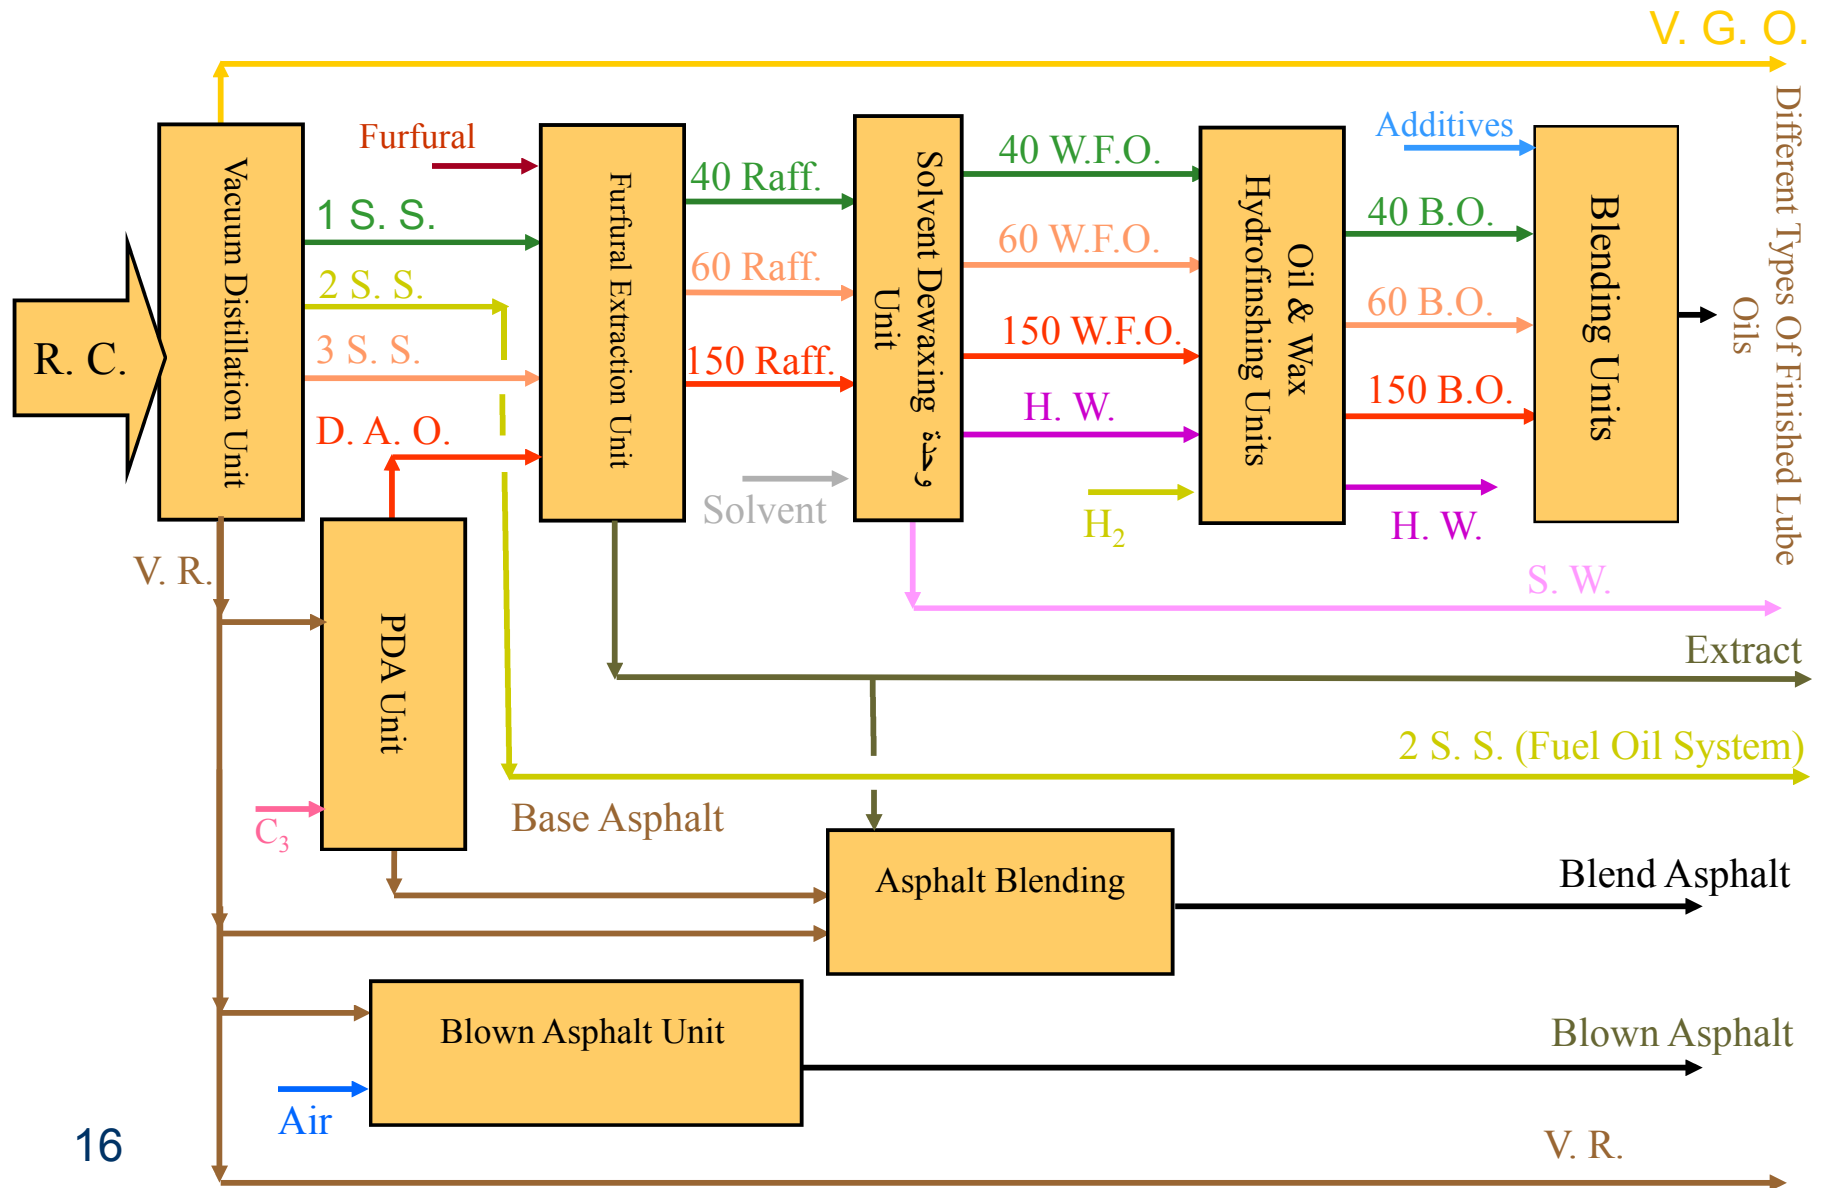 V. G. O.
Different Types Of Finished Lube
Oils
R. C.
Vacuum Distillation Unit
Furfural
1 S. S.
2 S. S.
3 S. S.
D. A. O.
V. R.
Furfural Extraction Unit
40 Raff.
60 Raff.
150 Raff.
Solvent
Solvent Dewaxing وحدة
Unit
40 W.F.O.
60 W.F.O.
150 W.F.O.
H. W.
H2
Oil & Wax
Hydrofinshing Units
Additives
40 B.O.
60 B.O.
150 B.O.
H. W.
Blending Units
S. W.
Extract
2 S. S. (Fuel Oil System)
PDA Unit
C3
Base Asphalt
Asphalt Blending
Blend Asphalt
Blown Asphalt Unit
Blown Asphalt
Air
V. R.
16